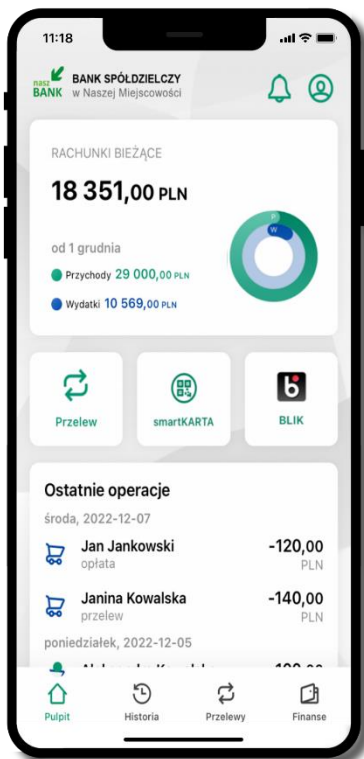 11:18
nasz BANK
BANK SPÓŁDZIELCZY
w Naszej Miejscowości
RACHUNKI BIEŻĄCE
18 351,00 PLN
od 1 grudnia
Przychody 29 000,00 PLN
Wydatki 10 569,00 PLN
P
W
Przelew
smartKARTA
BLIK
Ostatnie operacje
środa, 2022-12-07
Jan Jankowski -120,00
opłata PLN
Janina Kowalska -140,00
przelew PLN
poniedziałek, 2022-12-05
Pulpit Historia Przelewy Finanse